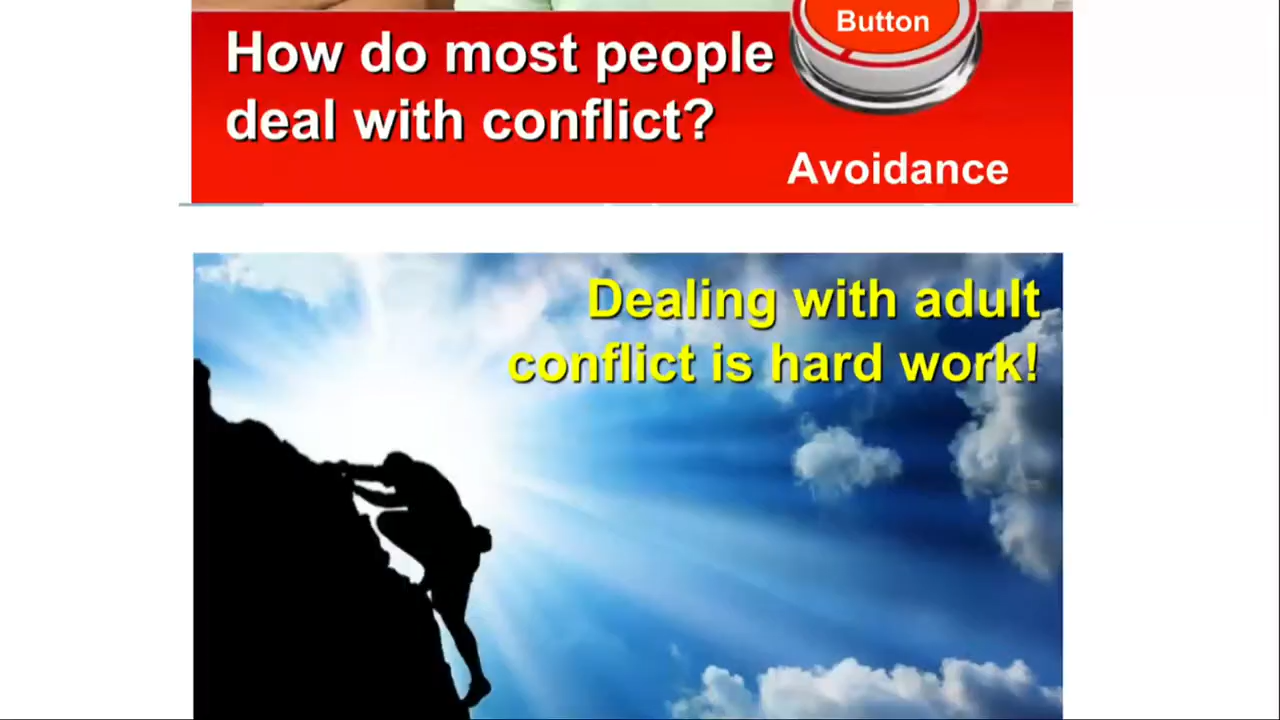 Button
How do most people
deal with conflict?
Avoidance
Dealing with adult
conflict is hard work!